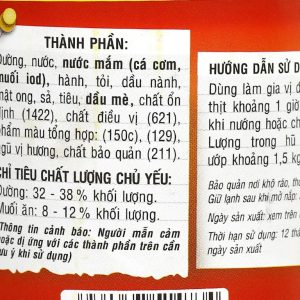 THÀNH PHẦN:
Đường, nước, nước mắm (cá cơm,
muối iod), hành, tỏi, dầu nành,
mật ong, sả, tiêu, dầu mè, chất ổn
định (1422), chất điều vị (621),
phẩm màu tổng hợp: (150c), (129),
ngũ vị hương, chất bảo quản (211).
CHỈ TIÊU CHẤT LƯỢNG CHỦ YẾU:
Đường: 32 - 38 % khối lượng.
Muối ăn: 8 - 12 % khối lượng.
Thông tin cảnh báo: Người mẫn cảm
hoặc dị ứng với các thành phần trên cần
lưu ý khi sử dụng)
HƯỚNG DẪN SỬ D
Dùng làm gia vị đ
thịt khoảng 1 giờ
khi nước hoặc ch
Lượng trong hũ
ướp khoảng 1,5 k
Bảo quản nơi khô ráo, tho
Giữ lạnh sau khi mở nắp.
Ngày sản xuất xem trên
Thời hạn sử dụng: 12 thá
ngày sản xuất